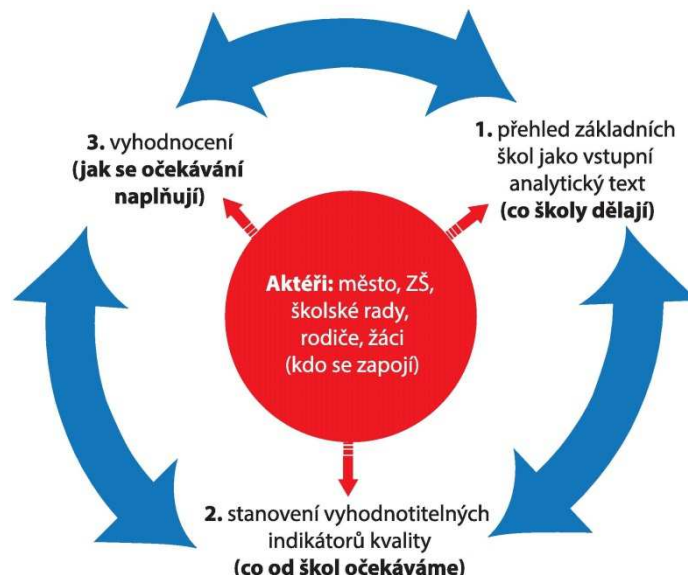 3. vyhodnocení
(jak se očekávání
naplňují)
1. přehled základních
škol jako vstupní
analytický text
(co školy dělají)
Aktéři: město, ZŠ,
školské rady,
rodiče, žáci
(kdo se zapojí)
2. stanovení vyhodnotitelných
indikátorů kvality
(co od škol očekáváme)